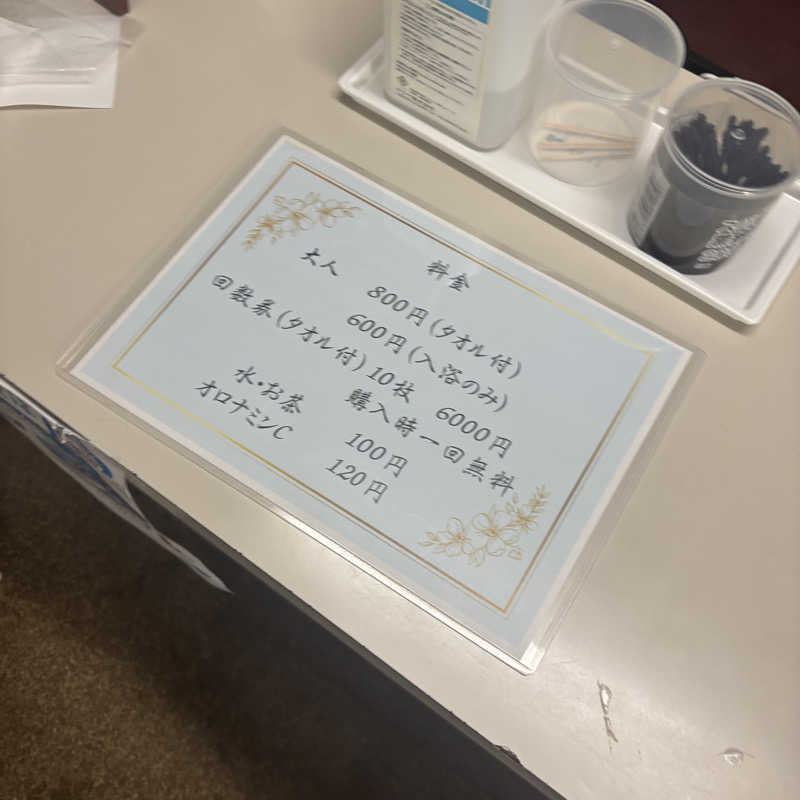 料金
大人 800円(タオル付)
600円(入浴のみ)
回数券(タオル付)10枚 6000円
購入時一回無料
水・お茶 100円
オロナミンC 120円